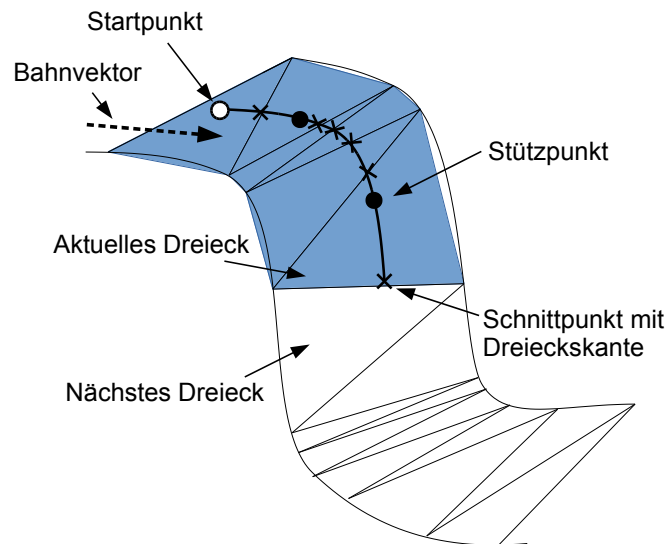 Startpunkt
Bahnvektor
Stützpunkt
Aktuelles Dreieck
Schnittpunkt mit
Dreieckskante
Nächstes Dreieck